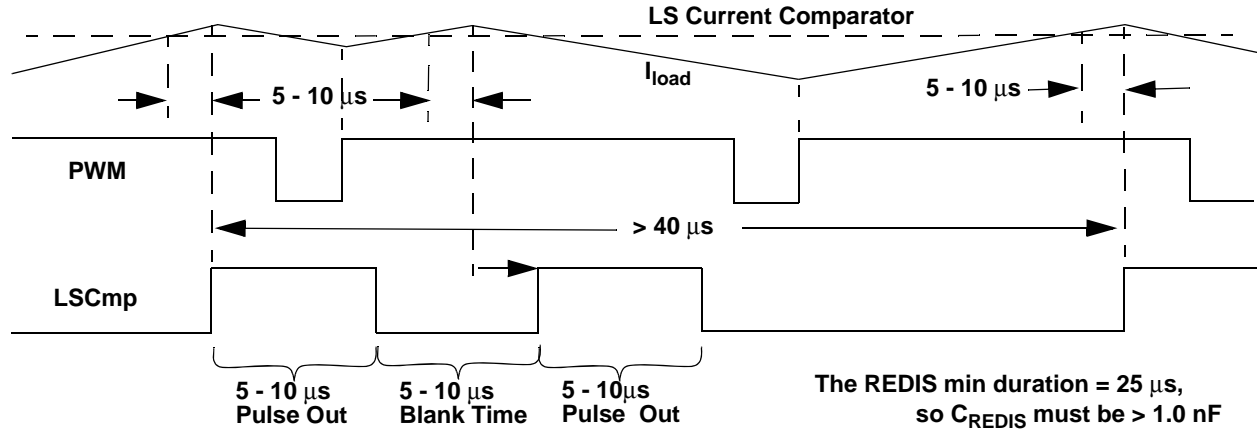 LS Current Comparator
Iload
5 - 10 μs
5 - 10 μs
PWM
> 40 μs
LSCmp
5 - 10 μs
Pulse Out
5 - 10 μs
Blank Time
5 - 10μs
Pulse Out
The REDIS min duration = 25 μs,
so CREDIS must be > 1.0 nF